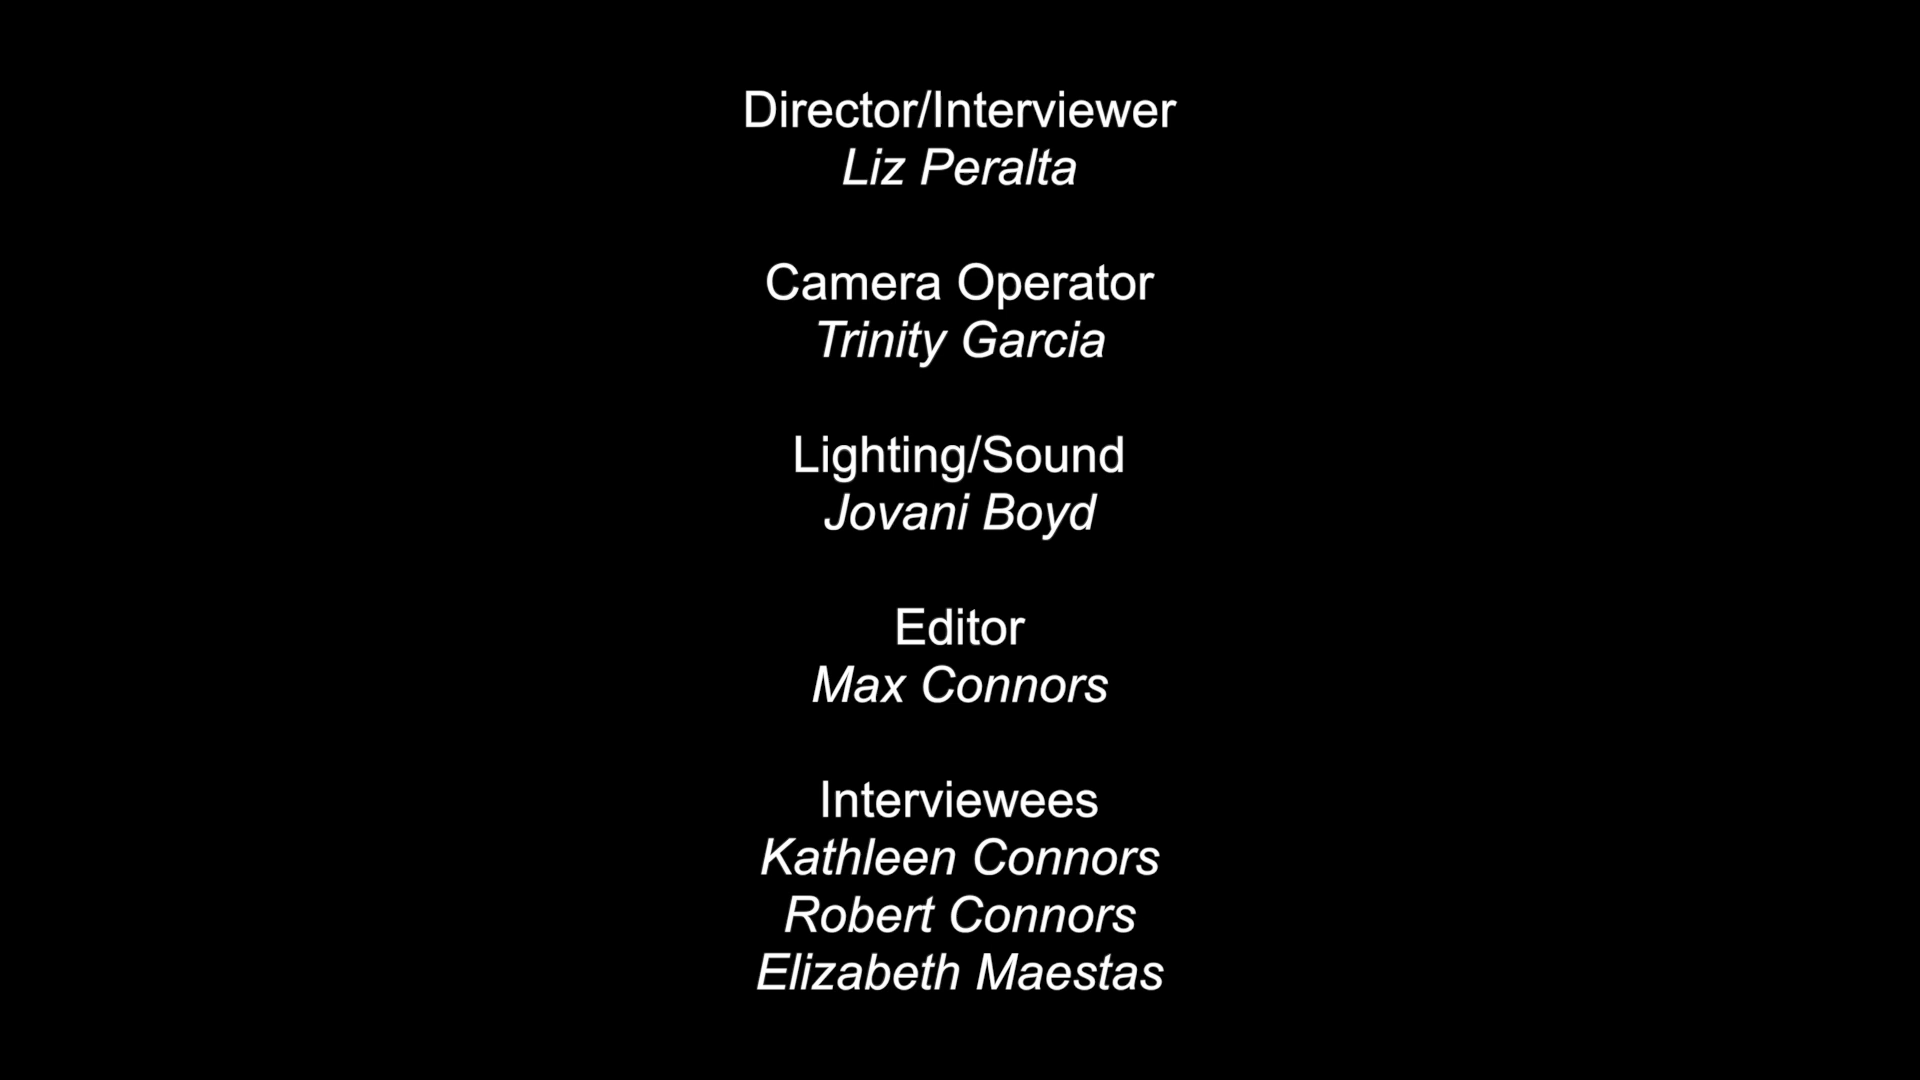 Director/Interviewer
Liz Peralta
Camera Operator
Trinity Garcia
Lighting/Sound
Jovani Boyd
Editor
Max Connors
Interviewees
Kathleen Connors
Robert Connors
Elizabeth Maestas